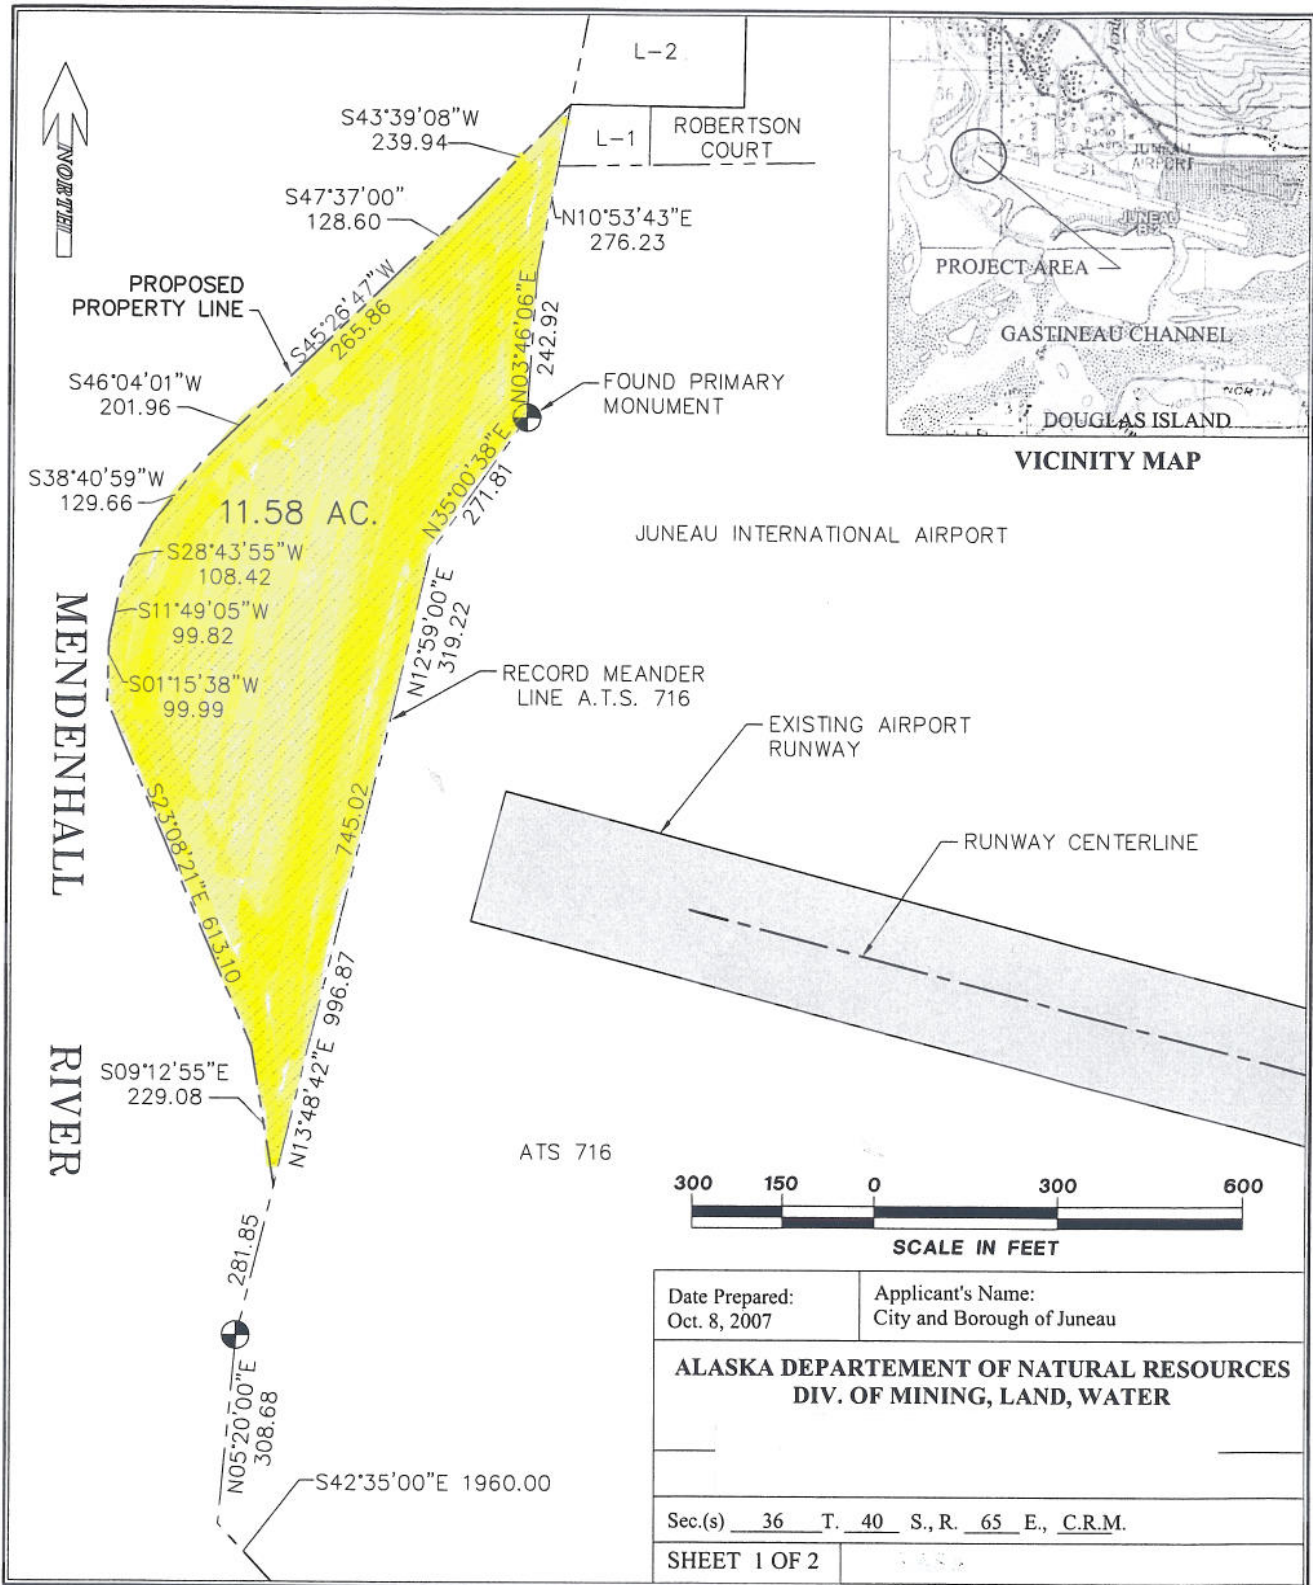 L-2
S43°39'08"W
239.94
L-1
ROBERTSON
COURT
NORTH
S47°37'00"
128.60
N10°53'43"E
276.23
PROPOSED
PROPERTY LINE
S45°26'47"W
265.86
N03°46'06"E
242.92
S46°04'01"W
201.96
FOUND PRIMARY
MONUMENT
S38°40'59"W
129.66
11.58 AC.
N35°00'38"E
271.81
JUNEAU INTERNATIONAL AIRPORT
S28°43'55"W
108.42
S11°49'05"W
99.82
N12°59'00"E
319.22
S01°15'38"W
99.99
RECORD MEANDER
LINE A.T.S. 716
MENDENHALL
RIVER
EXISTING AIRPORT
RUNWAY
RUNWAY CENTERLINE
S23°08'21"E 613.10
745.02
N13°48'42"E 996.87
S09°12'55"E
229.08
ATS 716
281.85
N05°20'00"E
308.68
S42°35'00"E 1960.00
36
31
JUNEAU
AIRPORT
JUNEAU
PROJECT AREA
GASTINEAU CHANNEL
NORTH
DOUGLAS ISLAND
VICINITY MAP
300 150 0 300 600
SCALE IN FEET
Date Prepared:
Oct. 8, 2007
Applicant's Name:
City and Borough of Juneau
ALASKA DEPARTEMENT OF NATURAL RESOURCES
DIV. OF MINING, LAND, WATER
Sec.(s) 36 T. 40 S., R. 65 E., C.R.M.
SHEET 1 OF 2